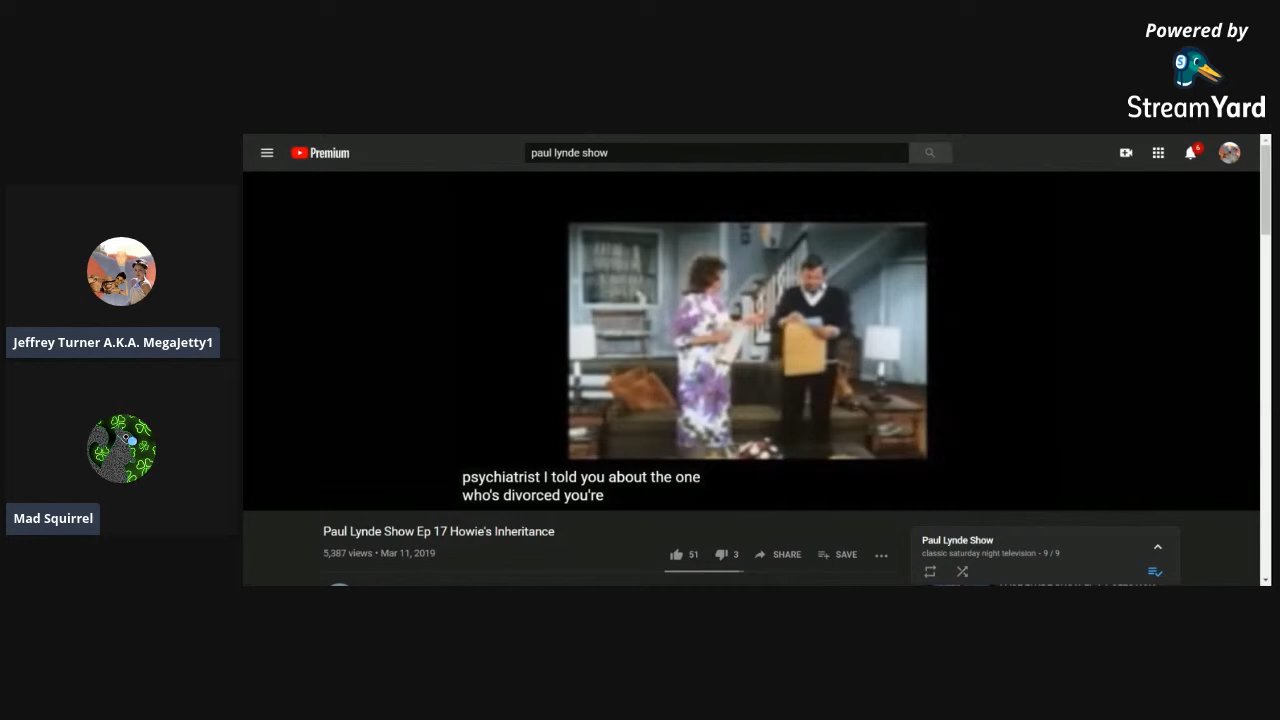 Powered by
StreamYard
Premium
paul lynde show
6
Jeffrey Turner A.K.A. MegaJetty1
Mad Squirrel
psychiatrist I told you about the one
who's divorced you're
Paul Lynde Show Ep 17 Howie's Inheritance
5,387 views • Mar 11, 2019
51
3
SHARE
SAVE
Paul Lynde Show
classic saturday night television - 9 / 9